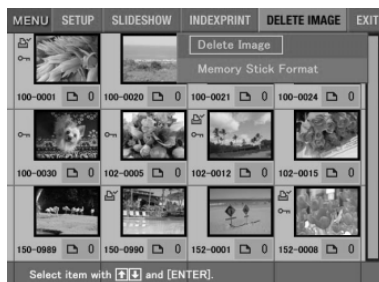 MENU SETUP SLIDESHOW INDEXPRINT DELETE IMAGE EXIT
Delete Image
Memory Stick Format
100-0001 0 100-0020 0 100-0021 0 100-0024 0
100-0030 0 102-0005 0 102-0012 0 102-0015 0
150-0989 0 150-0990 0 152-0001 0 152-0008 0
Select item with ↑↓ and [ENTER].